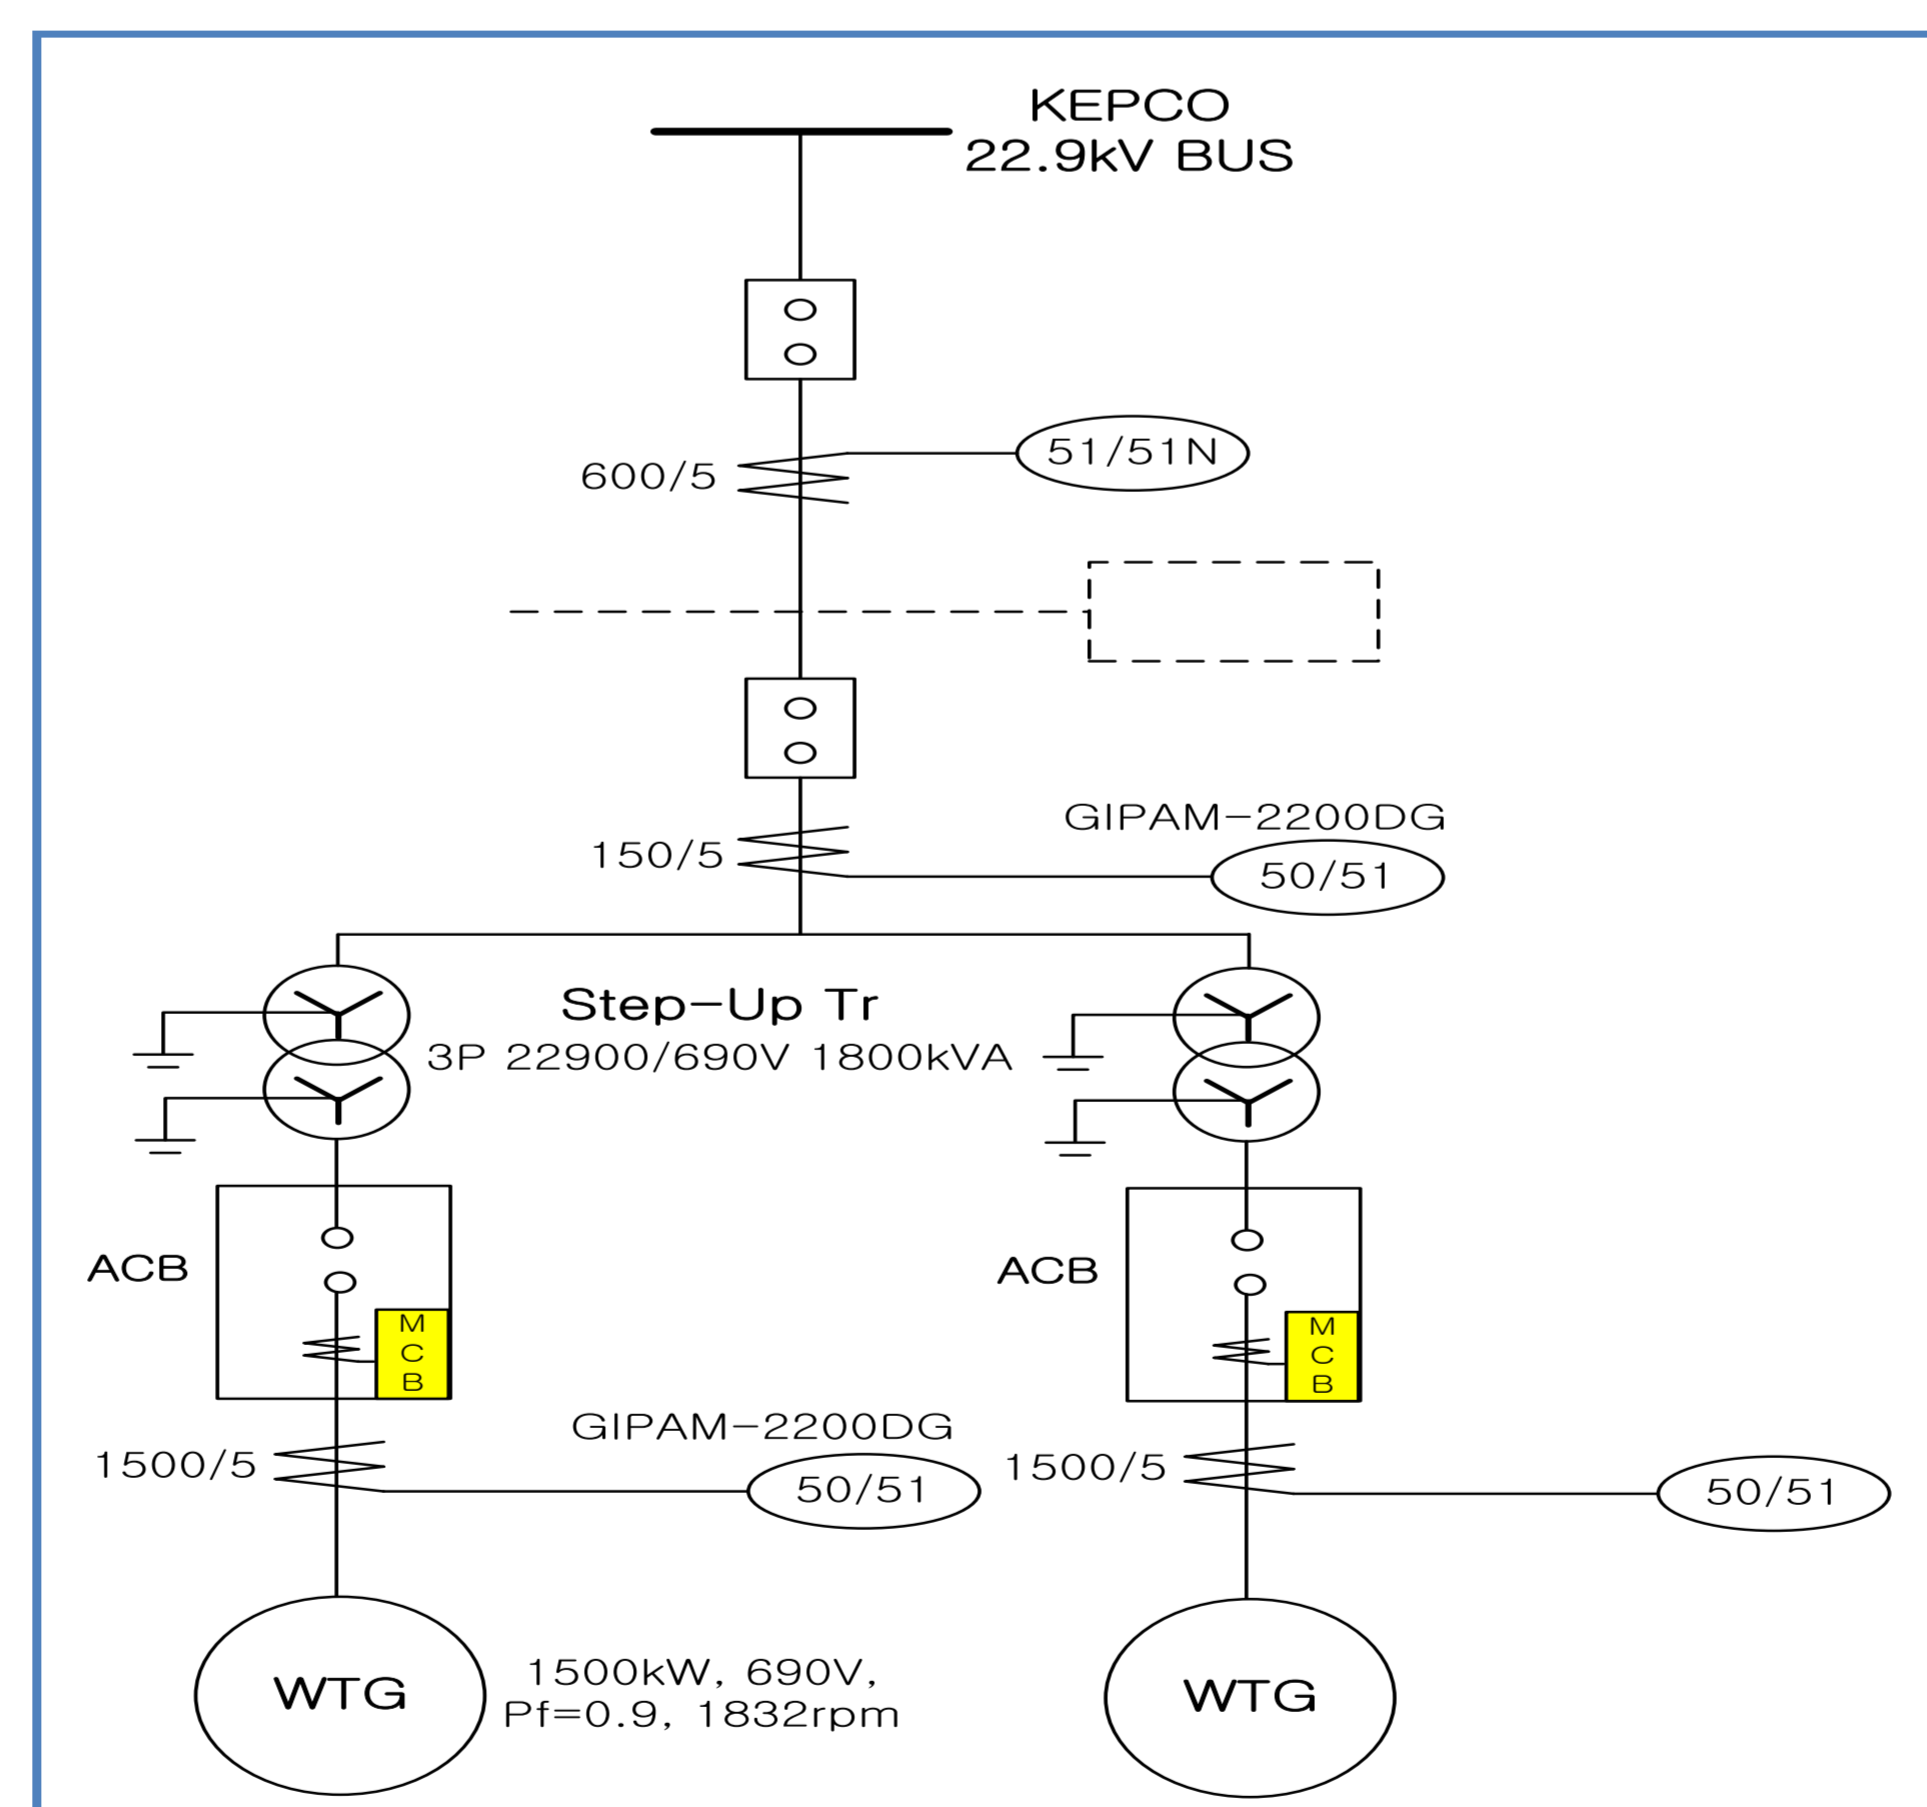 KEPCO
22.9kV BUS
51/51N
600/5
GIPAM-2200DG
150/5
50/51
Step-Up Tr
3P 22900/690V 1800kVA
ACB
ACB
M
C
B
M
C
B
GIPAM-2200DG
1500/5
50/51
1500/5
50/51
WTG
1500kW, 690V,
Pf=0.9, 1832rpm
WTG